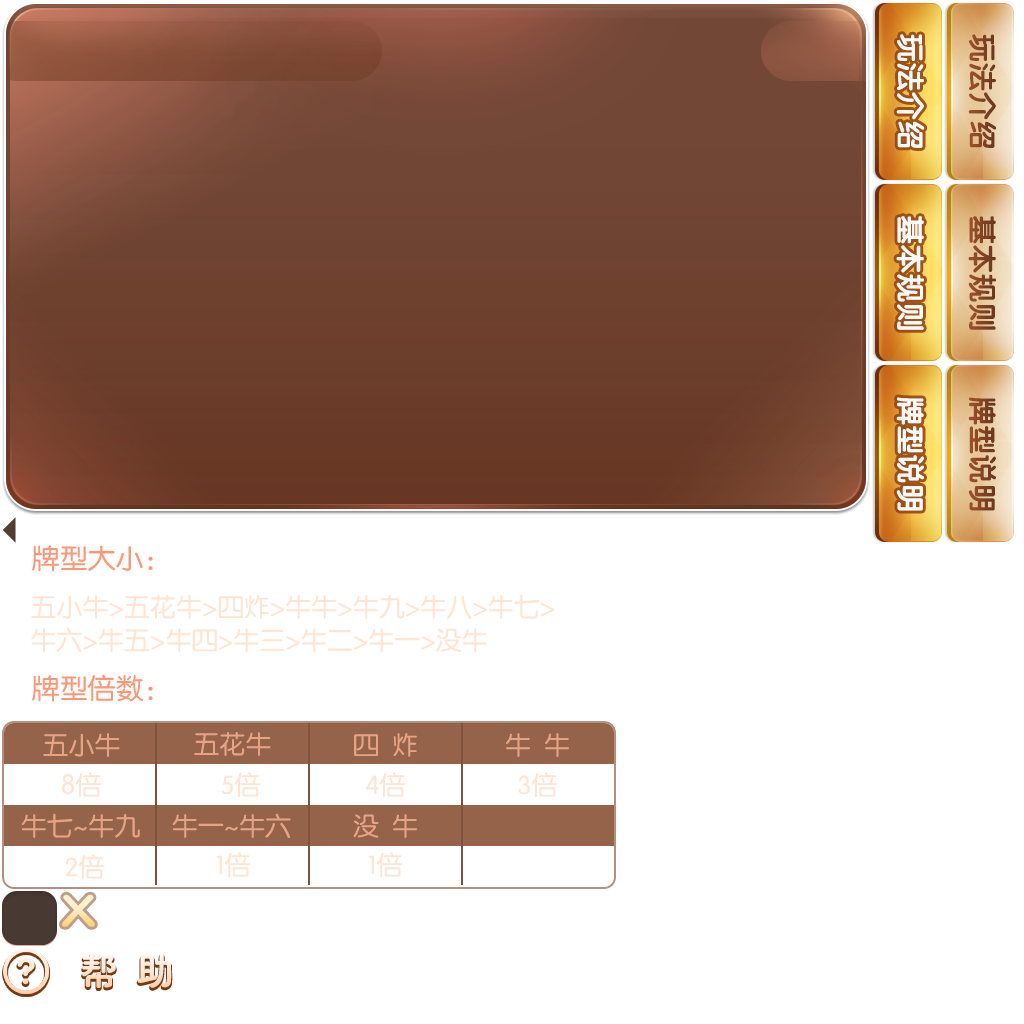 玩法介绍
玩法介绍
基本规则
基本规则
牌型说明
牌型说明
牌型大小：
五小牛>五花牛>四炸>牛牛>牛九>牛八>牛七>
牛六>牛五>牛四>牛三>牛二>牛一>没牛
牌型倍数：
五小牛 五花牛 四 炸 牛 牛
8倍 5倍 4倍 3倍
牛七~牛九 牛一~牛六 没 牛
2倍 1倍 1倍
? 帮 助